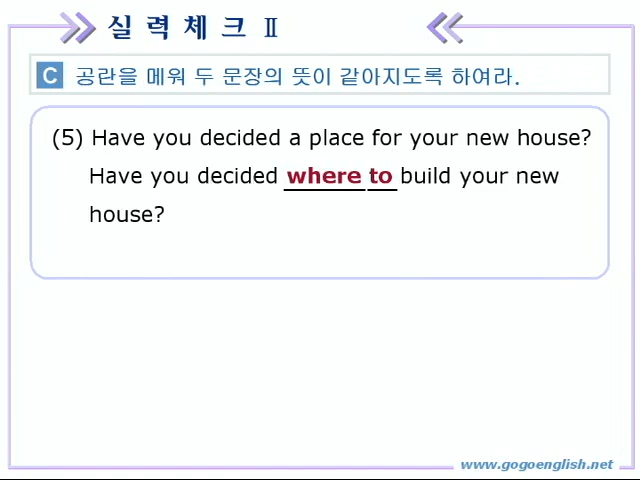 실 력 체 크 Ⅱ
C 공란을 메워 두 문장의 뜻이 같아지도록 하여라.
(5) Have you decided a place for your new house?
Have you decided where to build your new
house?
www.gogoenglish.net